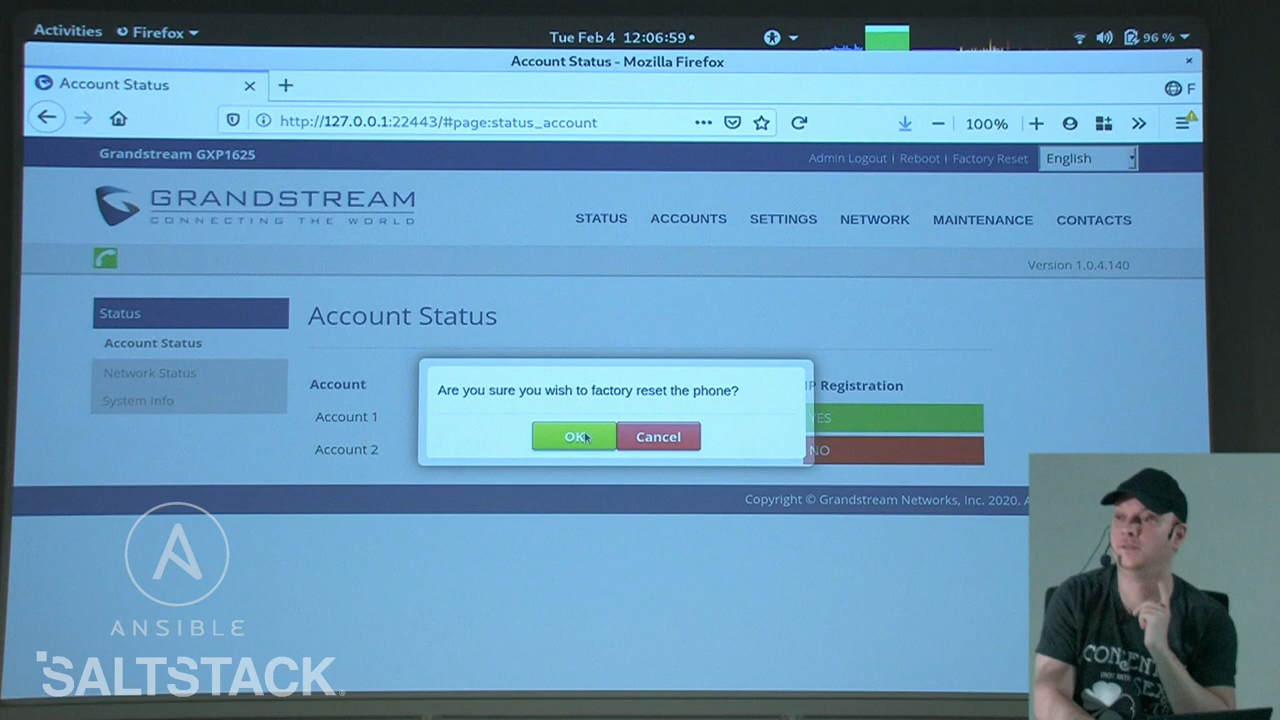 Activities Firefox Tue Feb 4 12:06:59 96 %
Account Status - Mozilla Firefox
Account Status F
http://127.0.0.1:22443/#page:status_account 100%
Grandstream GXP1625 Admin Logout | Reboot | Factory Reset English
GRANDSTREAM
CONNECTING THE WORLD
STATUS ACCOUNTS SETTINGS NETWORK MAINTENANCE CONTACTS
Version 1.0.4.140
Status
Account Status
Network Status
System Info
Account Status
Account P Registration
Account 1 YES
Account 2 NO
Are you sure you wish to factory reset the phone?
OK Cancel
Copyright © Grandstream Networks, Inc. 2020. A
ANSIBLE
SALTSTACK